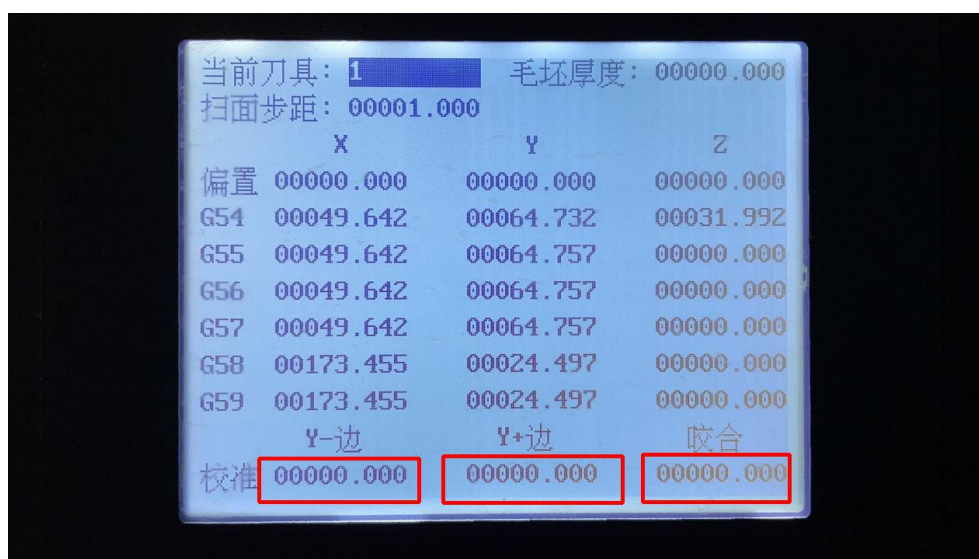 当前刀具: 1 毛坯厚度: 00000.000
扫面步距: 00001.000
X Y Z
偏置 00000.000 00000.000 00000.000
G54 00049.642 00064.732 00031.992
G55 00049.642 00064.757 00000.000
G56 00049.642 00064.757 00000.000
G57 00049.642 00064.757 00000.000
G58 00173.455 00024.497 00000.000
G59 00173.455 00024.497 00000.000
Y-边 Y+边 咬合
校准 00000.000 00000.000 00000.000